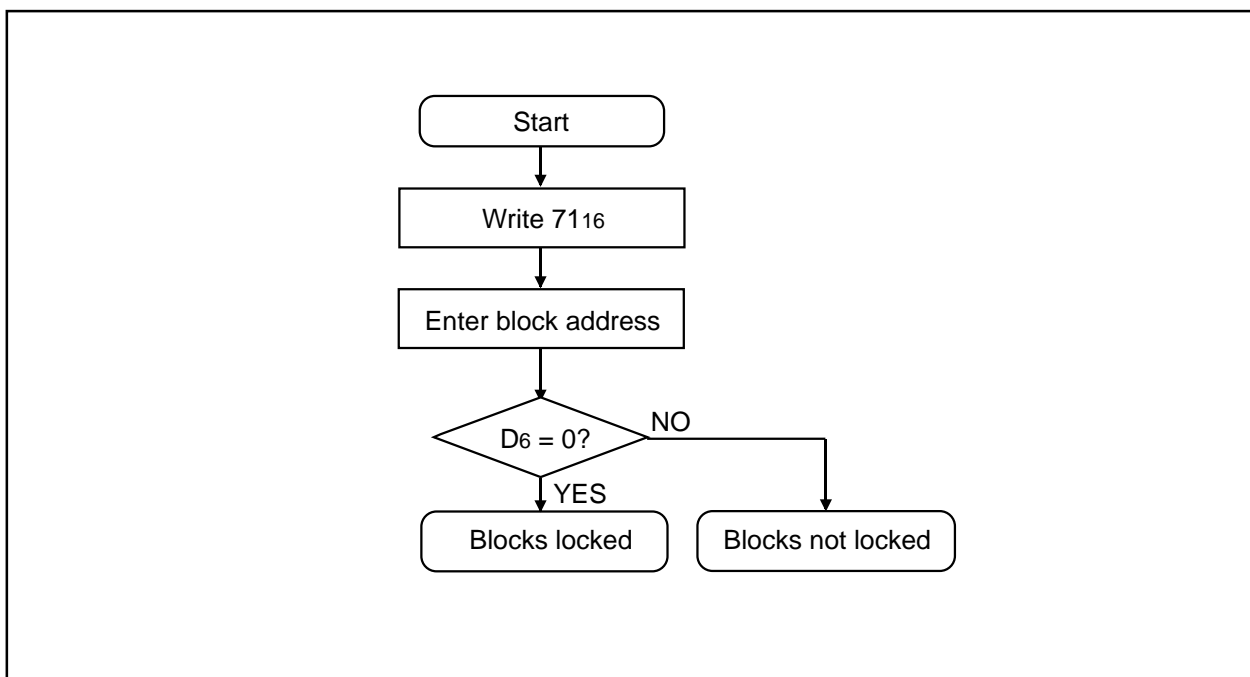 Start
Write 7116
Enter block address
D6 = 0?
NO
YES
Blocks locked
Blocks not locked